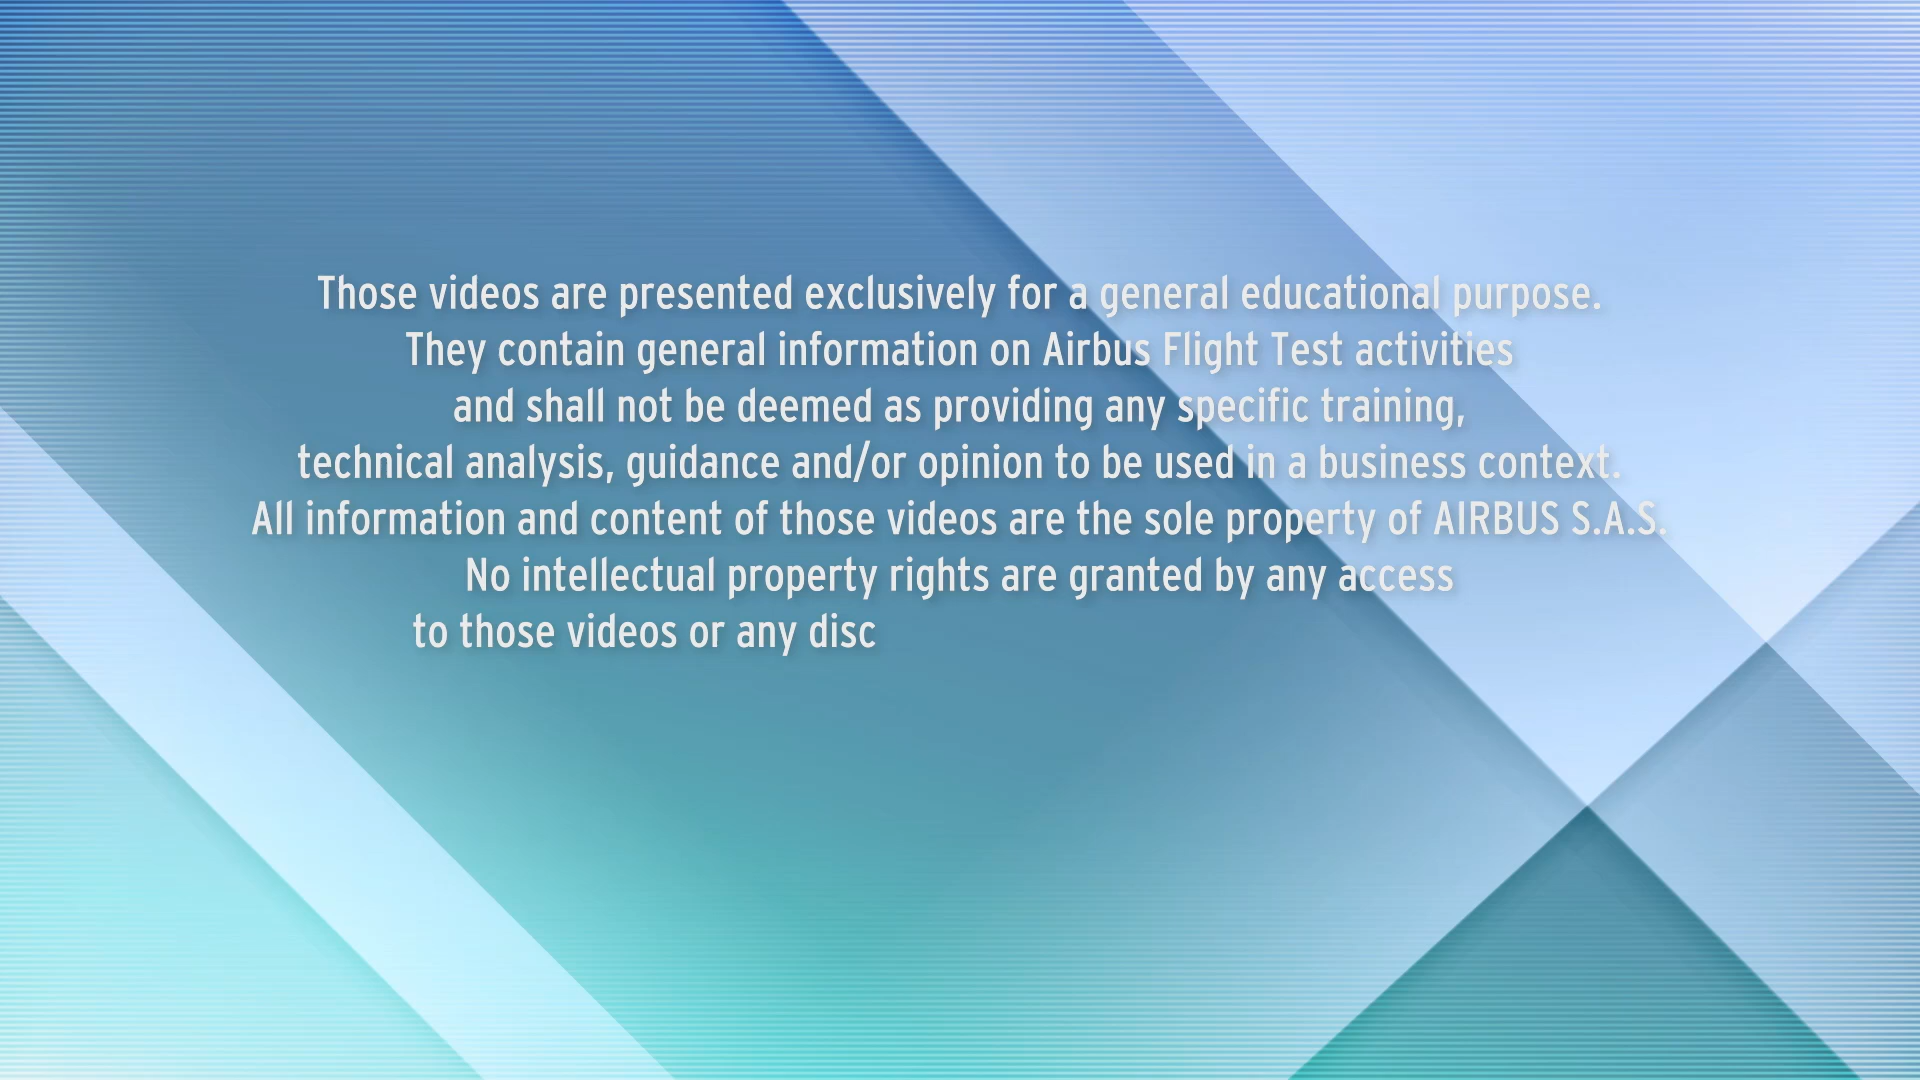 Those videos are presented exclusively for a general educational purpose.
They contain general information on Airbus Flight Test activities
and shall not be deemed as providing any specific training,
technical analysis, guidance and/or opinion to be used in a business context.
All information and content of those videos are the sole property of AIRBUS S.A.S.
No intellectual property rights are granted by any access
to those videos or any disc